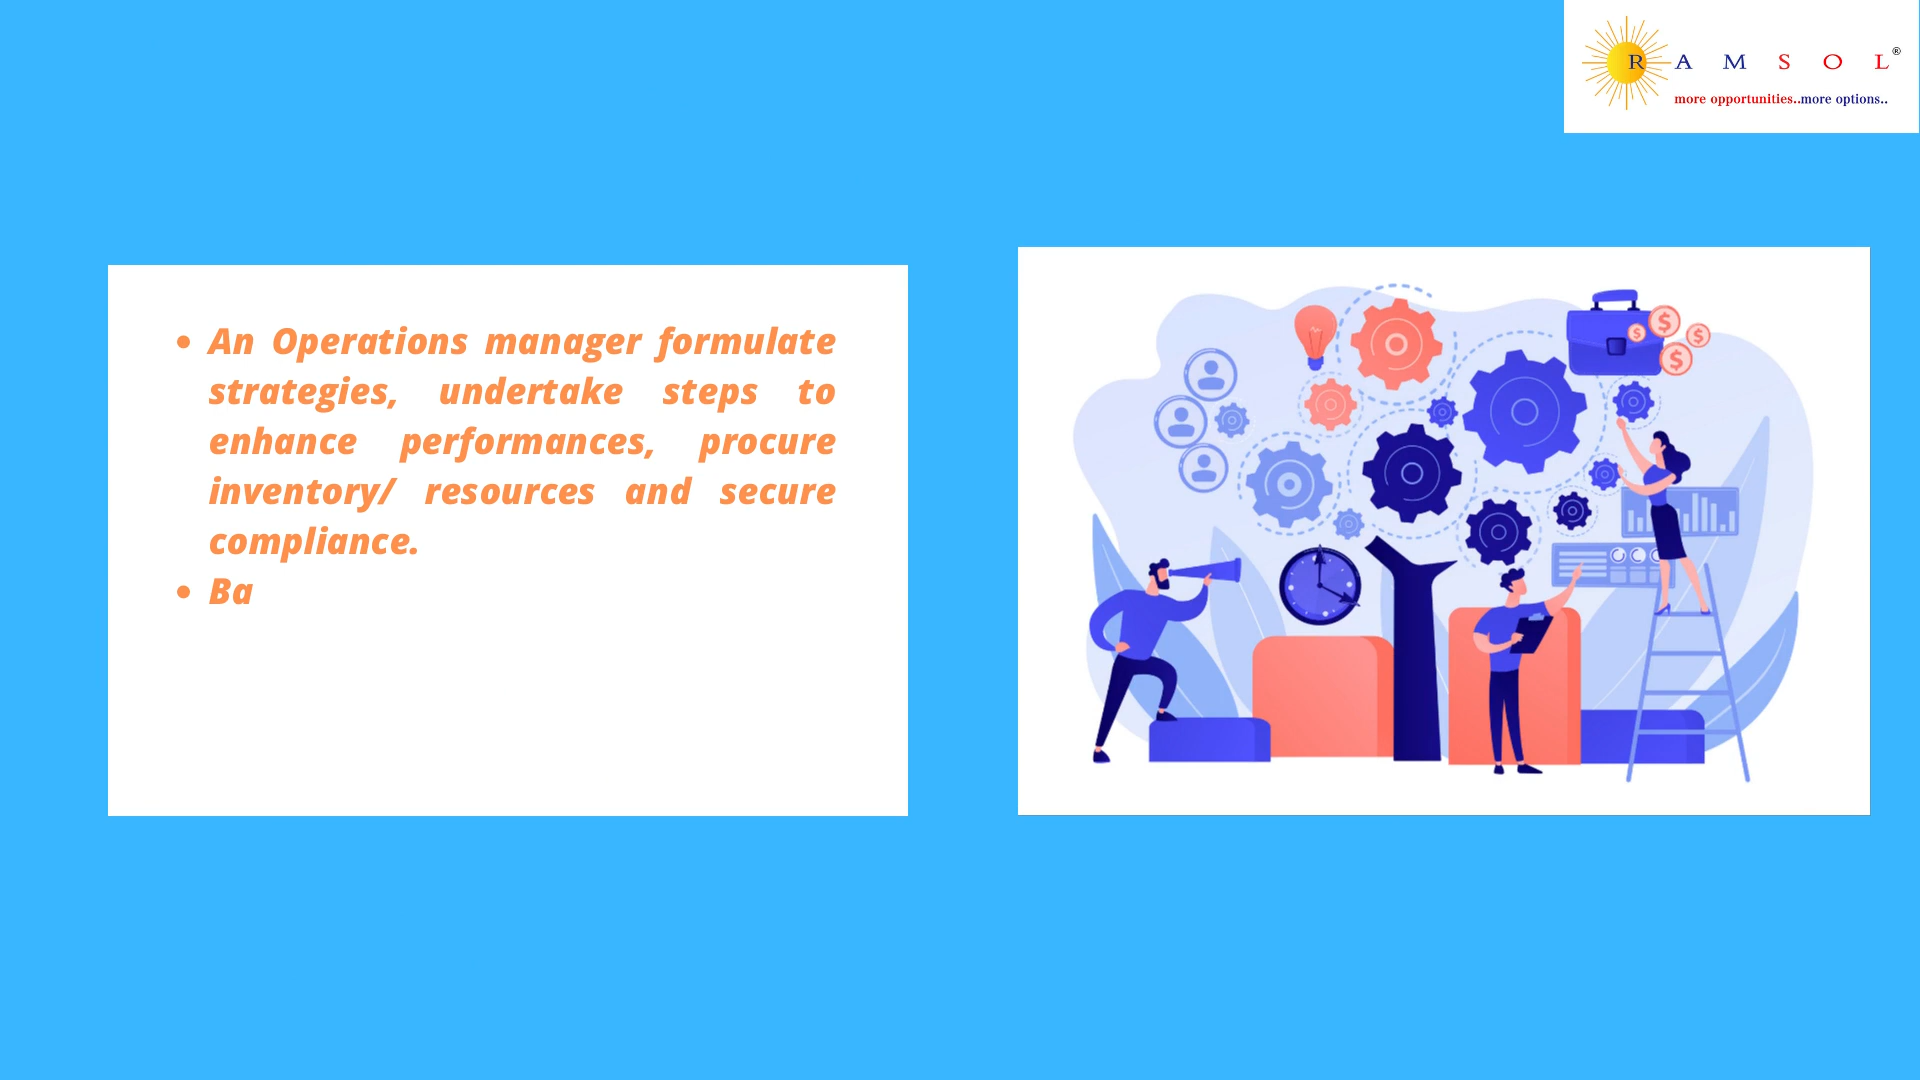 R A M S O L®
more opportunities..more options..
• An Operations manager formulate
strategies, undertake steps to
enhance performances, procure
inventory/ resources and secure
compliance.
• Ba
$
$
$
$